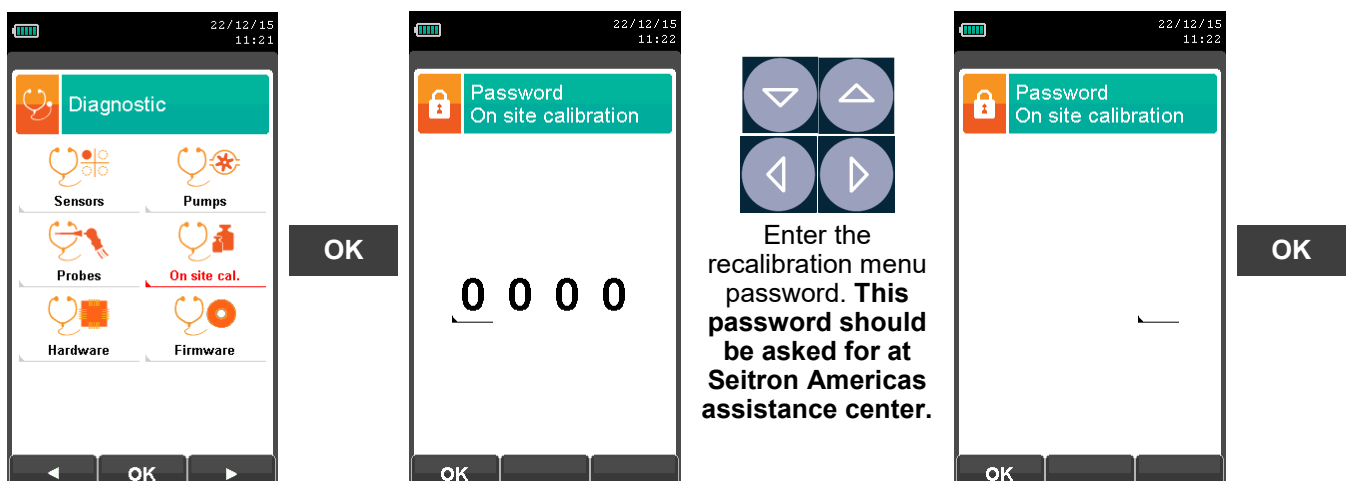 22/12/15
11:21
Diagnostic
Sensors
Pumps
Probes
On site cal.
Hardware
Firmware
◄ OK ►
OK
22/12/15
11:22
Password
On site calibration
0 0 0 0
OK
Enter the
recalibration menu
password. This
password should
be asked for at
Seitron Americas
assistance center.
22/12/15
11:22
Password
On site calibration
OK
OK